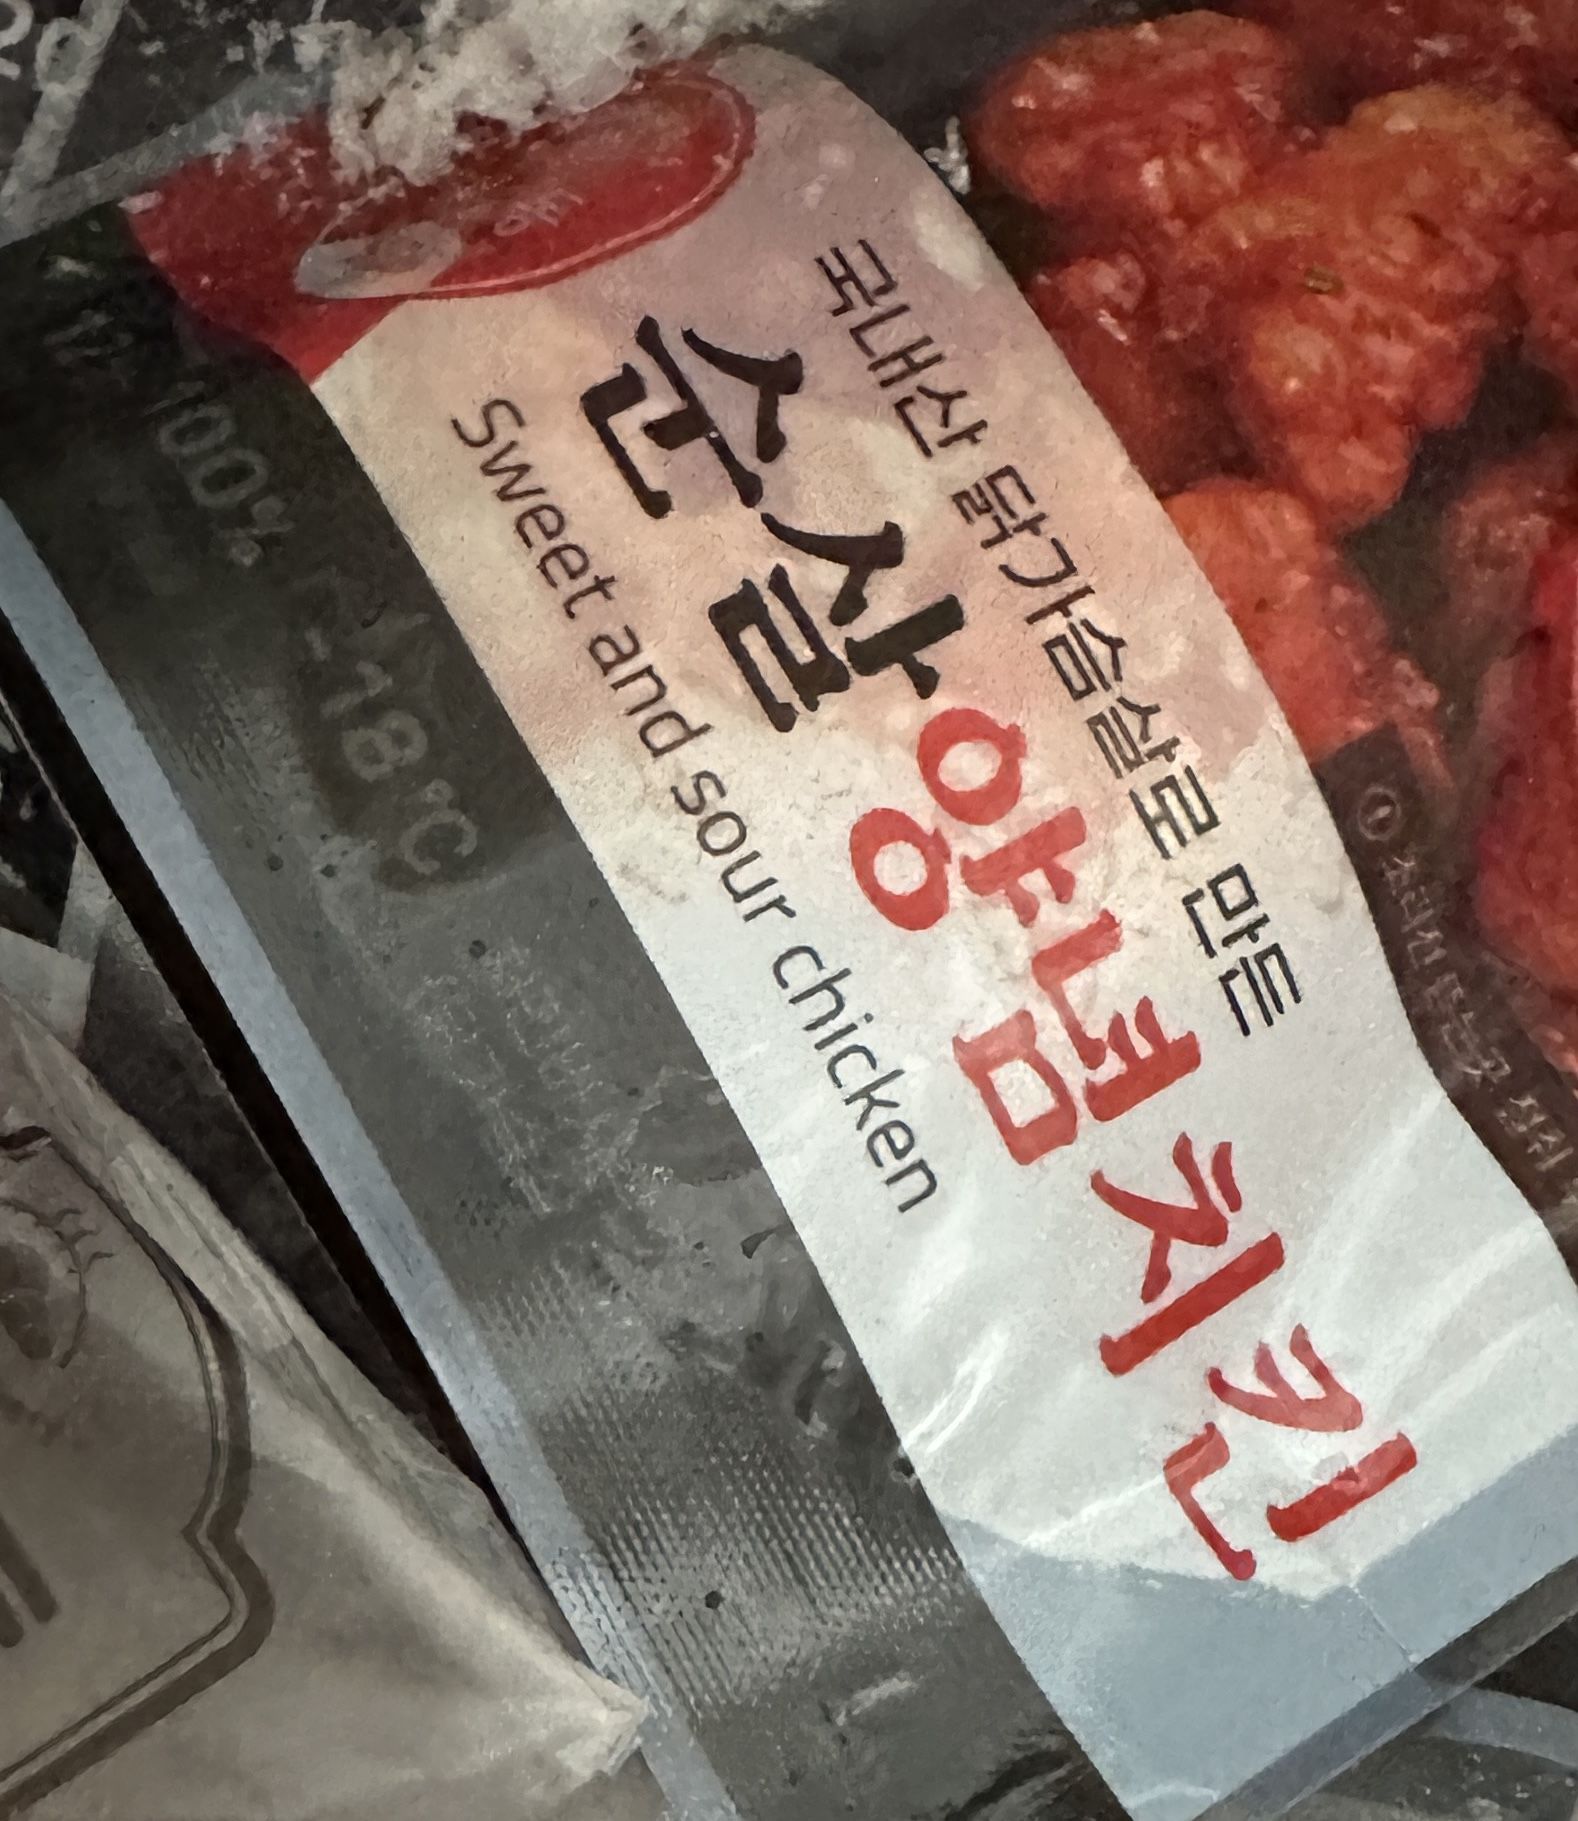 국내산 닭가슴살로 만든
순살양념치킨
Sweet and sour chicken
100%
-18℃